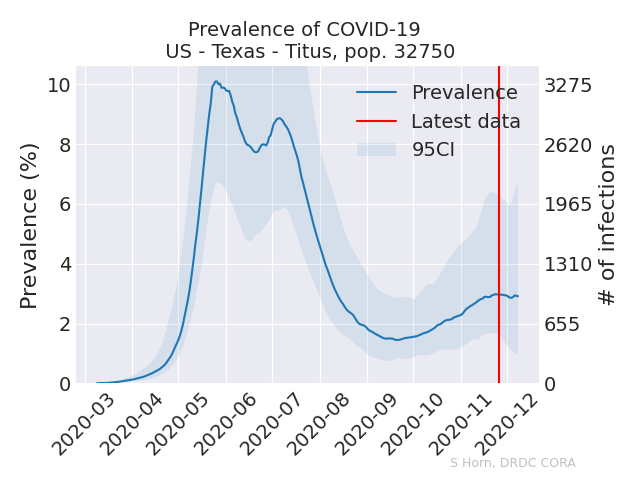 Prevalence of COVID-19
US - Texas - Titus, pop. 32750
Prevalence (%)
10
8
6
4
2
0
Prevalence
Latest data
95CI
3275
2620
1965
1310
655
0
# of infections
2020-03
2020-04
2020-05
2020-06
2020-07
2020-08
2020-09
2020-10
2020-11
2020-12
S Horn, DRDC CORA